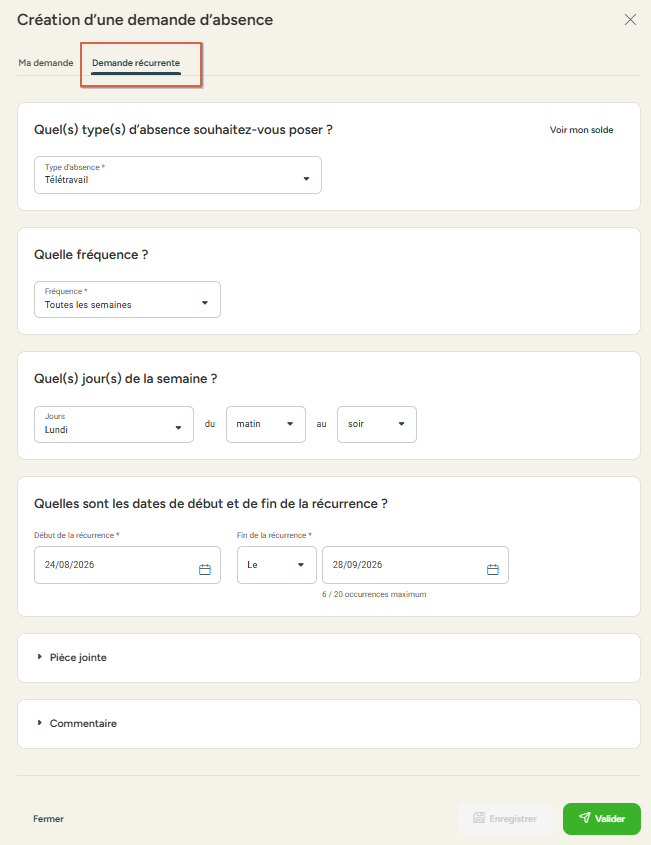 Création d'une demande d'absence
Ma demande Demande récurrente
Quel(s) type(s) d'absence souhaitez-vous poser ? Voir mon solde
Type d'absence *
Télétravail
Quelle fréquence ?
Fréquence *
Toutes les semaines
Quel(s) jour(s) de la semaine ?
Jours
Lundi du matin au soir
Quelles sont les dates de début et de fin de la récurrence ?
Début de la récurrence * Fin de la récurrence *
24/08/2026 Le 28/09/2026
6 / 20 occurrences maximum
Pièce jointe
Commentaire
Fermer Enregistrer Valider